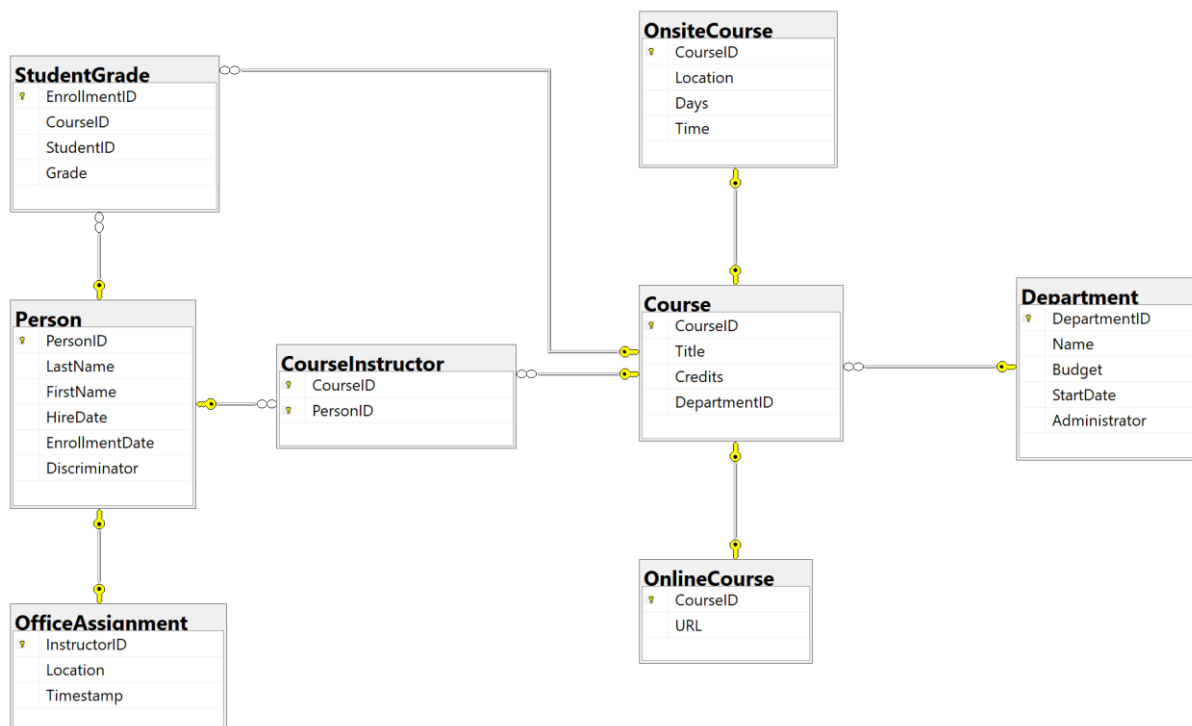 StudentGrade
EnrollmentID
CourseID
StudentID
Grade
OnsiteCourse
CourseID
Location
Days
Time
Person
PersonID
LastName
FirstName
HireDate
EnrollmentDate
Discriminator
CourseInstructor
CourseID
PersonID
Course
CourseID
Title
Credits
DepartmentID
Department
DepartmentID
Name
Budget
StartDate
Administrator
OfficeAssignment
InstructorID
Location
Timestamp
OnlineCourse
CourseID
URL